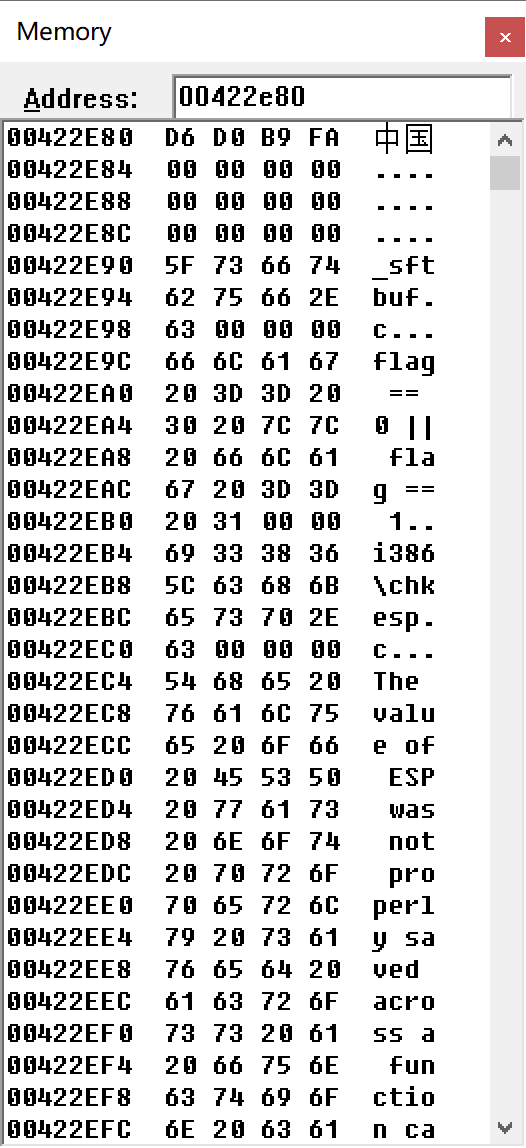 Memory
x
Address: 00422e80
00422E80 D6 D0 B9 FA 中国
00422E84 00 00 00 00 ....
00422E88 00 00 00 00 ....
00422E8C 00 00 00 00 ....
00422E90 5F 73 66 74 _sft
00422E94 62 75 66 2E buf.
00422E98 63 00 00 00 c...
00422E9C 66 6C 61 67 flag
00422EA0 20 3D 3D 20  == 
00422EA4 30 20 7C 7C 0 ||
00422EA8 20 66 6C 61  fla
00422EAC 67 20 3D 3D g ==
00422EB0 20 31 00 00  1..
00422EB4 69 33 38 36 i386
00422EB8 5C 63 68 6B \chk
00422EBC 65 73 70 2E esp.
00422EC0 63 00 00 00 c...
00422EC4 54 68 65 20 The
00422EC8 76 61 6C 75 valu
00422ECC 65 20 6F 66 e of
00422ED0 20 45 53 50  ESP
00422ED4 20 77 61 73  was
00422ED8 20 6E 6F 74  not
00422EDC 20 70 72 6F  pro
00422EE0 70 65 72 6C perl
00422EE4 79 20 73 61 y sa
00422EE8 76 65 64 20 ved
00422EEC 61 63 72 6F acro
00422EF0 73 73 20 61 ss a
00422EF4 20 66 75 6E  fun
00422EF8 63 74 69 6F ctio
00422EFC 6E 20 63 61 n ca